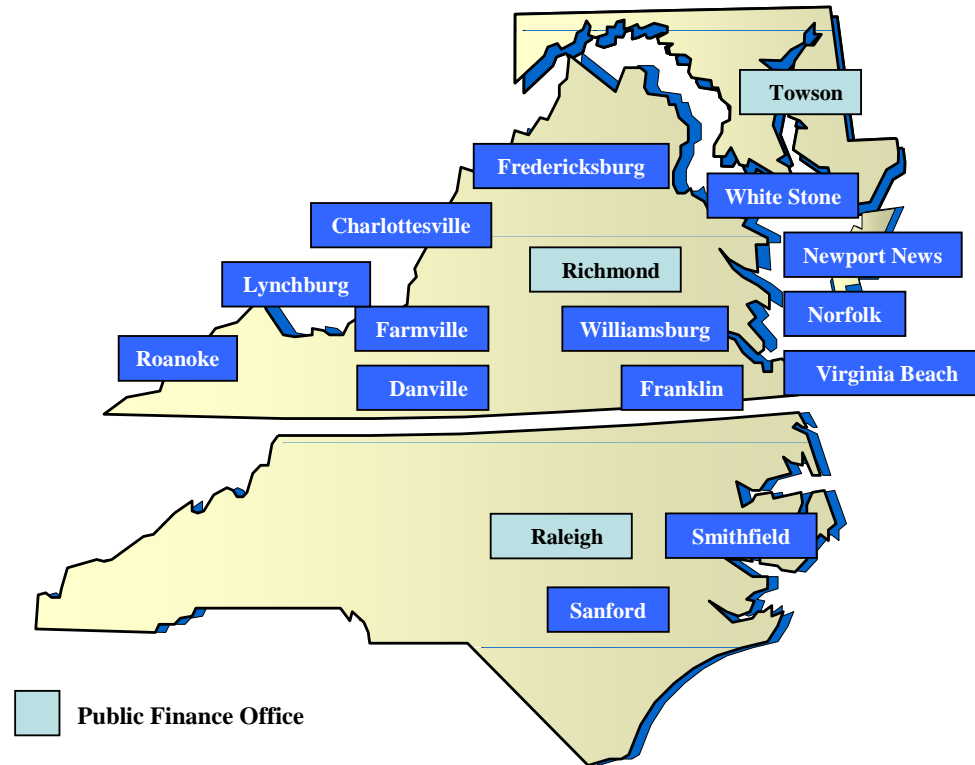 Towson
Fredericksburg
White Stone
Charlottesville
Newport News
Richmond
Lynchburg
Norfolk
Farmville
Williamsburg
Roanoke
Virginia Beach
Danville
Franklin
Raleigh
Smithfield
Sanford
Public Finance Office